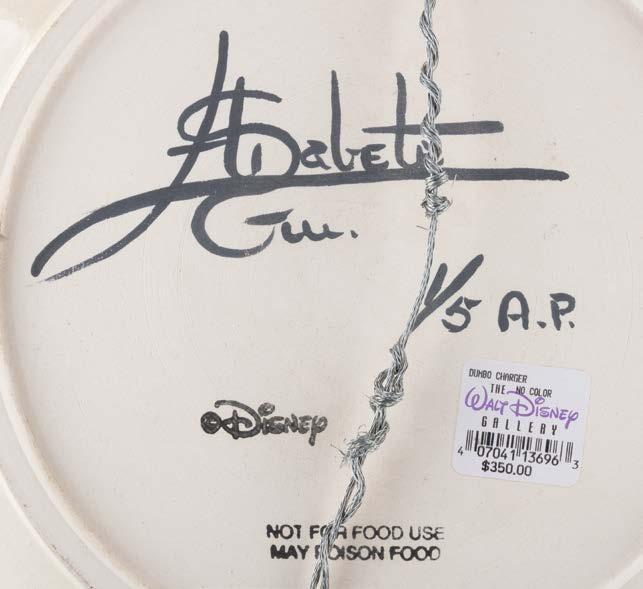 1/5 A.P.
©Disney
DUMBO CHARGER
THE NO COLOR
WALT DISNEY
GALLERY
4 07041 13696 3
$350.00
NOT FOR FOOD USE
MAY POISON FOOD